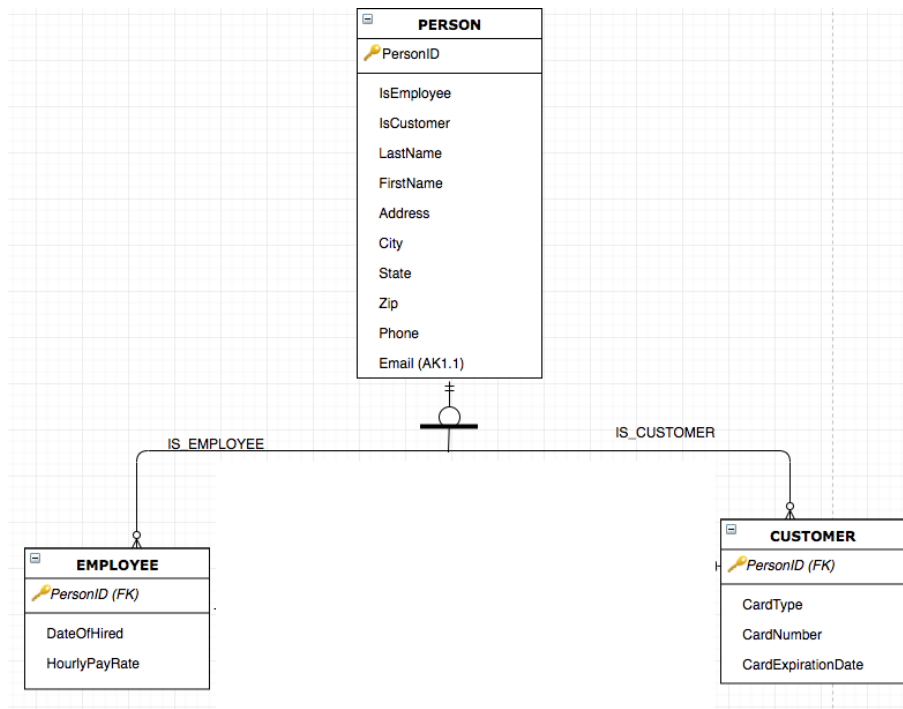 PERSON
PersonID
IsEmployee
IsCustomer
LastName
FirstName
Address
City
State
Zip
Phone
Email (AK1.1)
IS_EMPLOYEE
IS_CUSTOMER
EMPLOYEE
PersonID (FK)
DateOfHired
HourlyPayRate
CUSTOMER
PersonID (FK)
CardType
CardNumber
CardExpirationDate